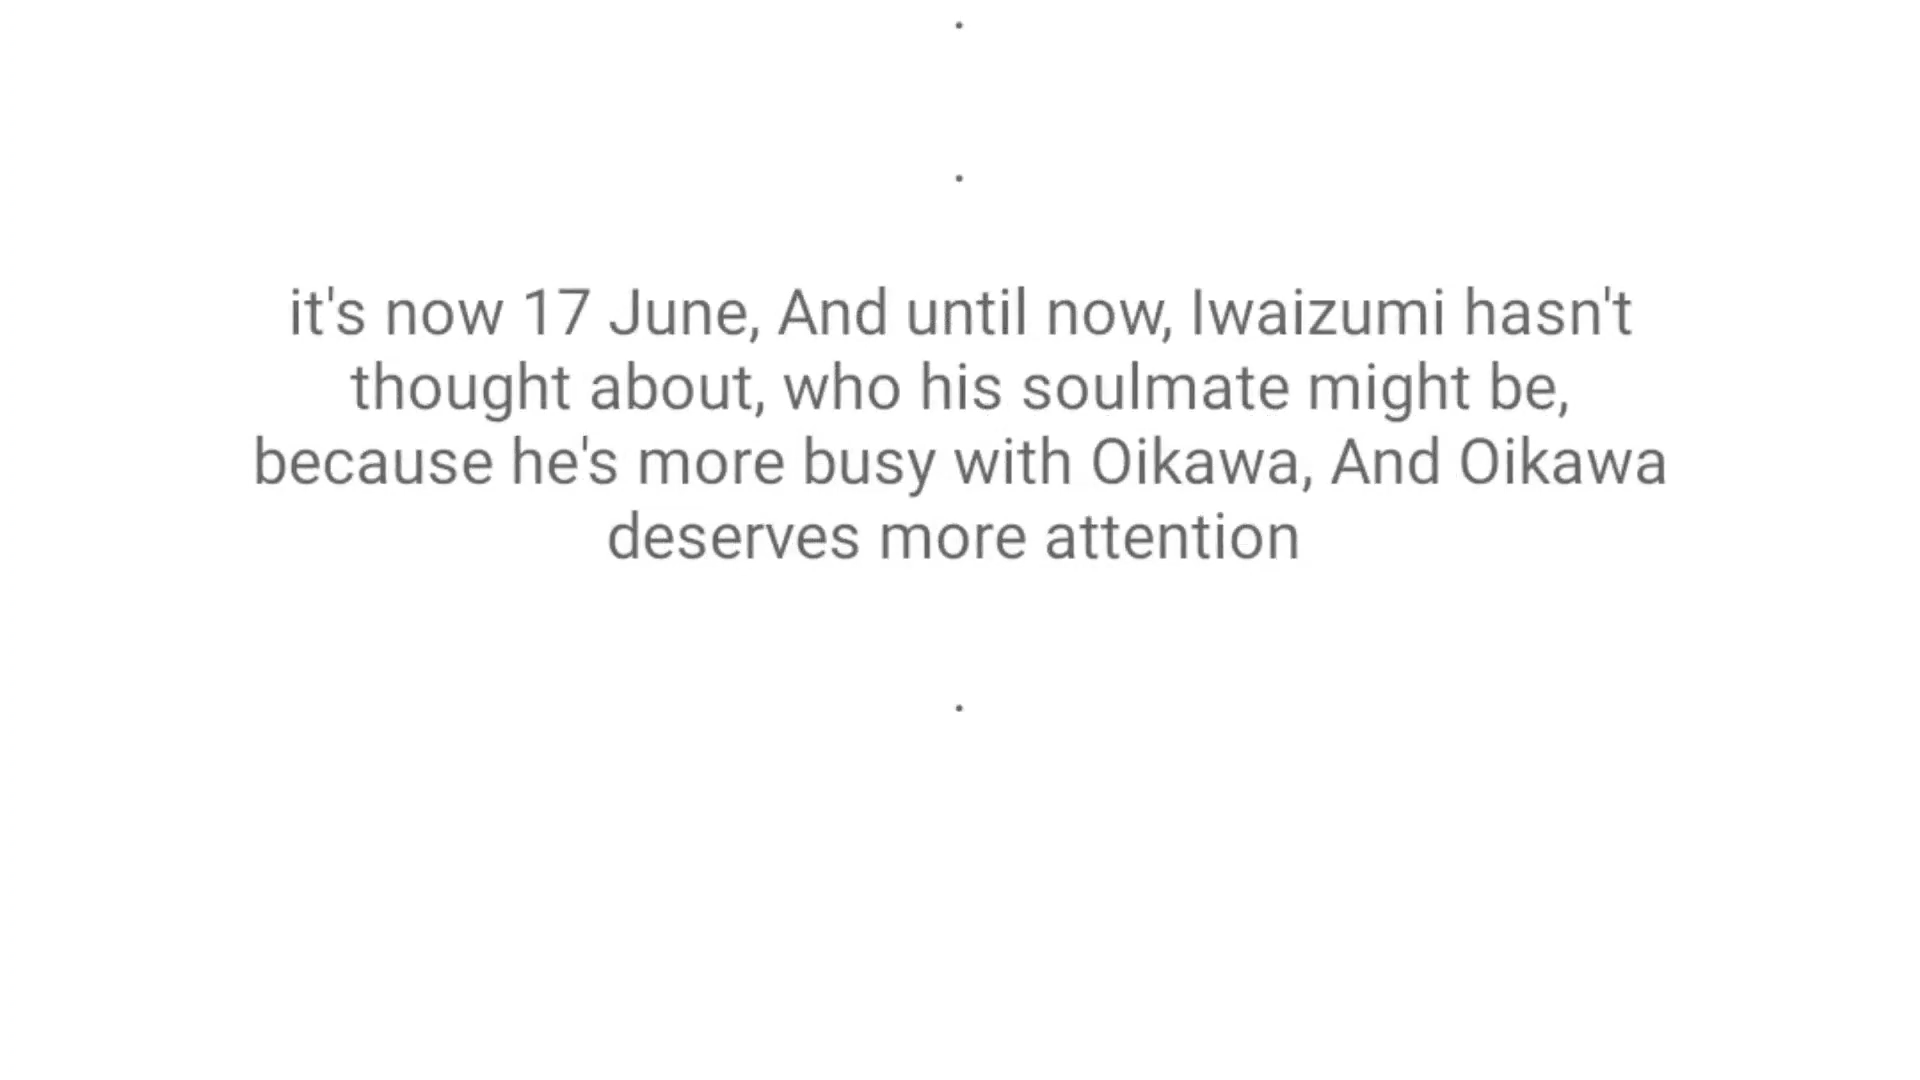 .
.
it's now 17 June, And until now, Iwaizumi hasn't
thought about, who his soulmate might be,
because he's more busy with Oikawa, And Oikawa
deserves more attention
.